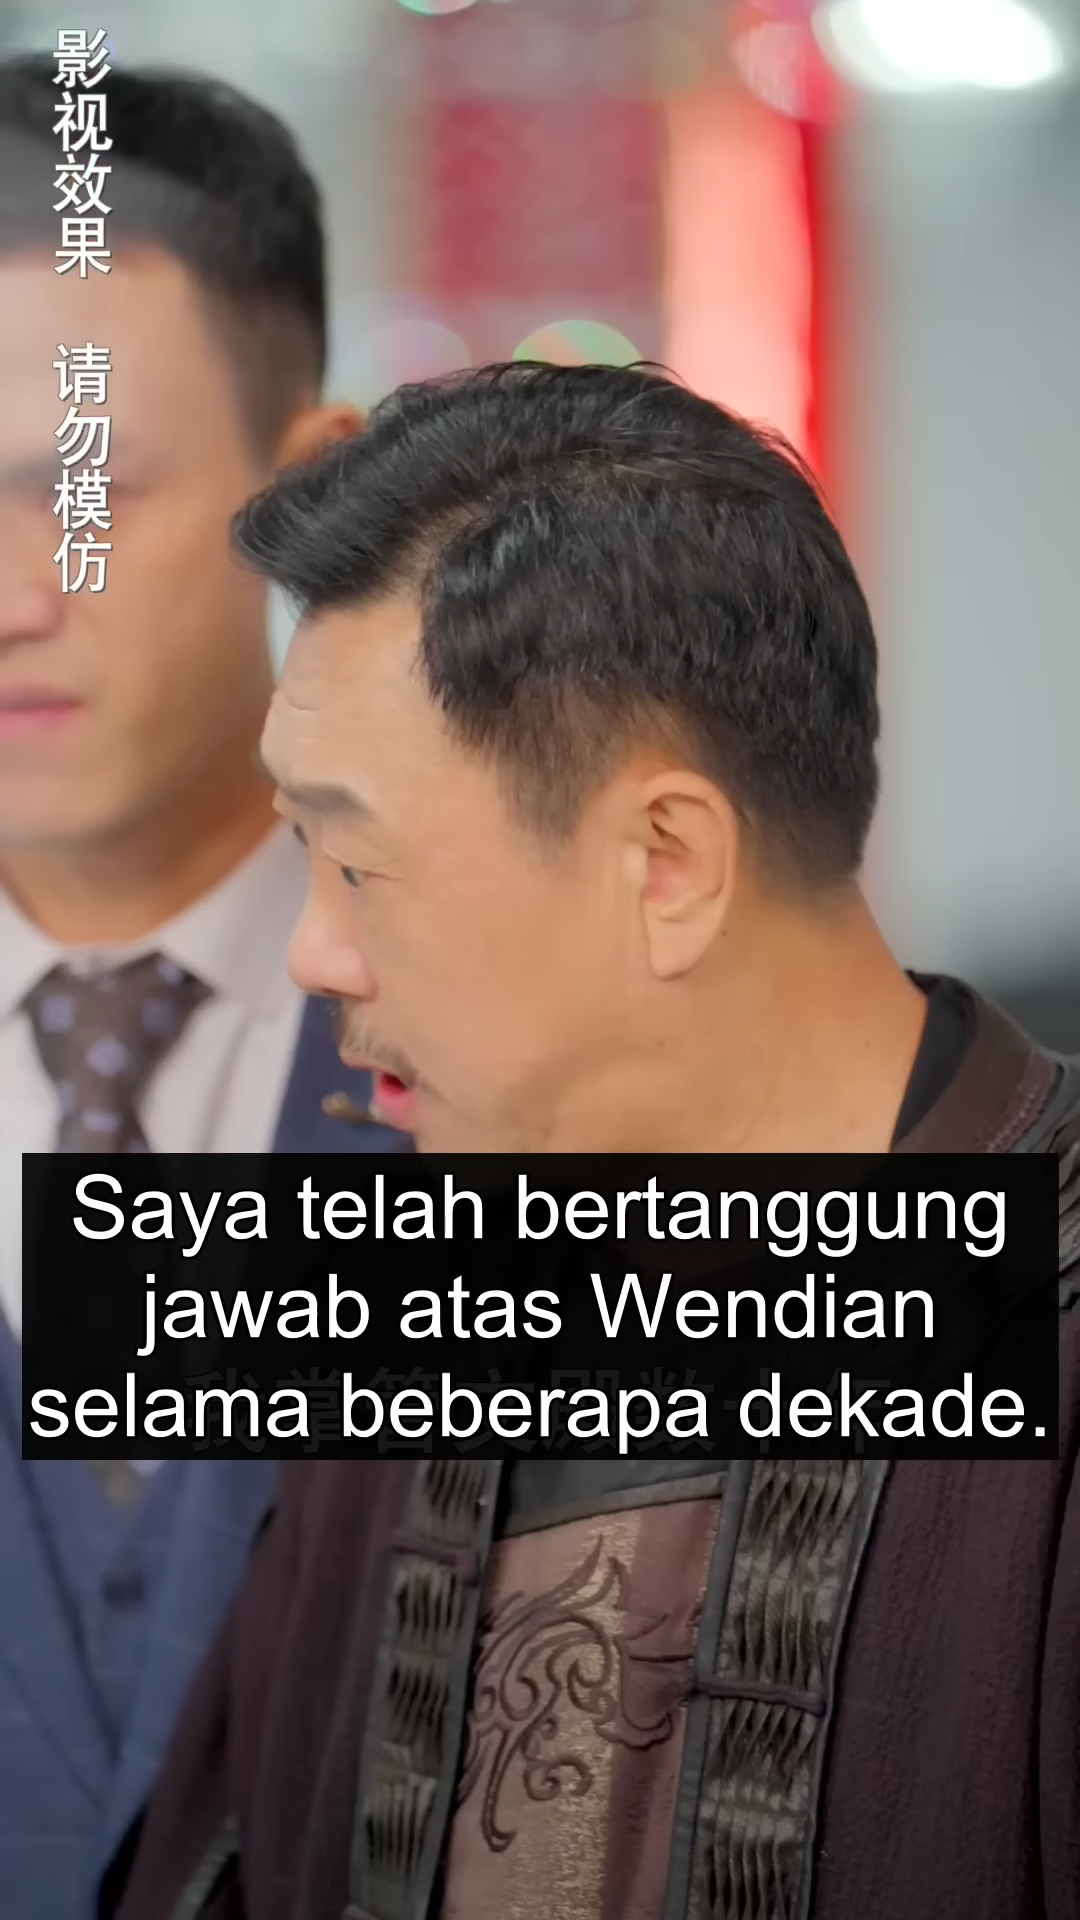 影视效果 请勿模仿
Saya telah bertanggung
jawab atas Wendian
selama beberapa dekade.